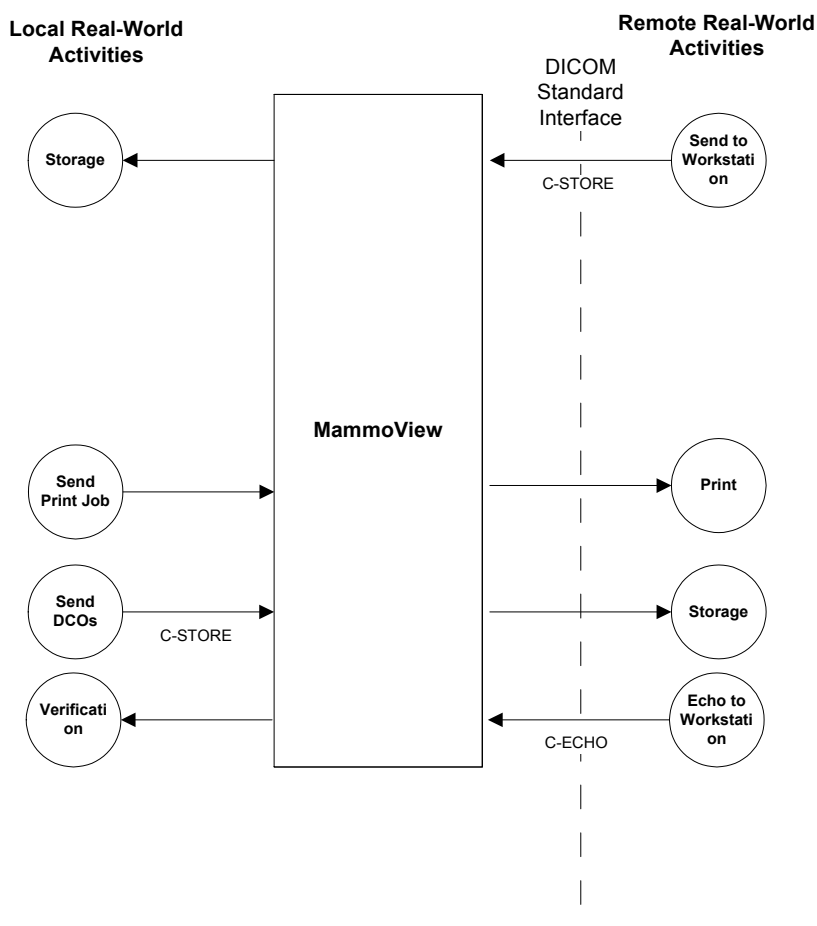 Local Real-World
Activities
Remote Real-World
Activities
DICOM
Standard
Interface
Storage
Send to
Workstati
on
C-STORE
MammoView
Send
Print Job
Print
Send
DCOs
C-STORE
Storage
Verificati
on
Echo to
Workstati
on
C-ECHO